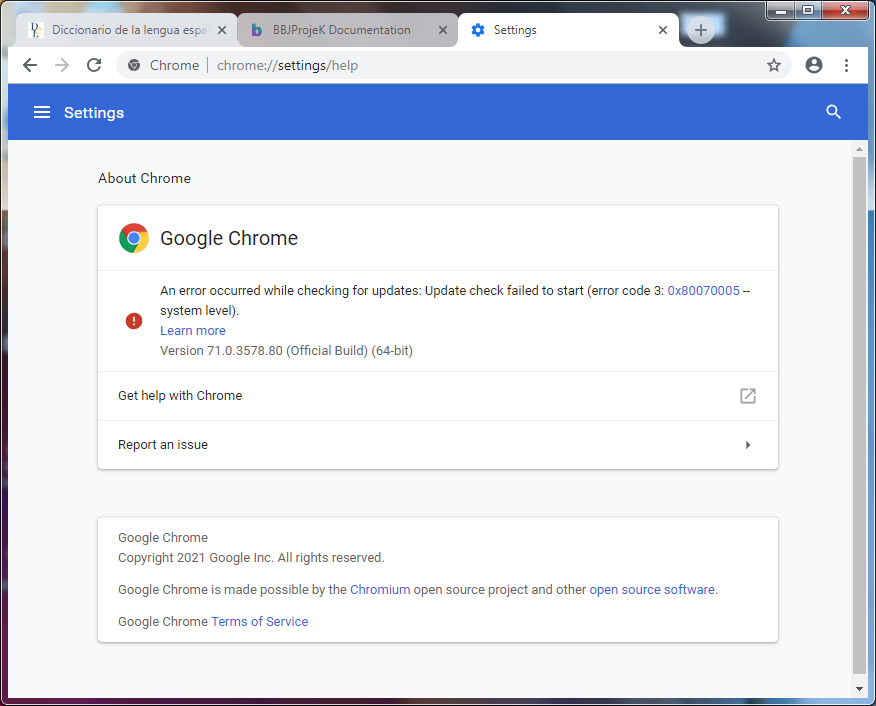 Diccionario de la lengua espa
BBJProjeK Documentation
Settings
Chrome
chrome://settings/help
Settings
About Chrome
Google Chrome
An error occurred while checking for updates: Update check failed to start (error code 3: 0x80070005 --
system level).
Learn more
Version 71.0.3578.80 (Official Build) (64-bit)
Get help with Chrome
Report an issue
Google Chrome
Copyright 2021 Google Inc. All rights reserved.
Google Chrome is made possible by the Chromium open source project and other open source software.
Google Chrome Terms of Service